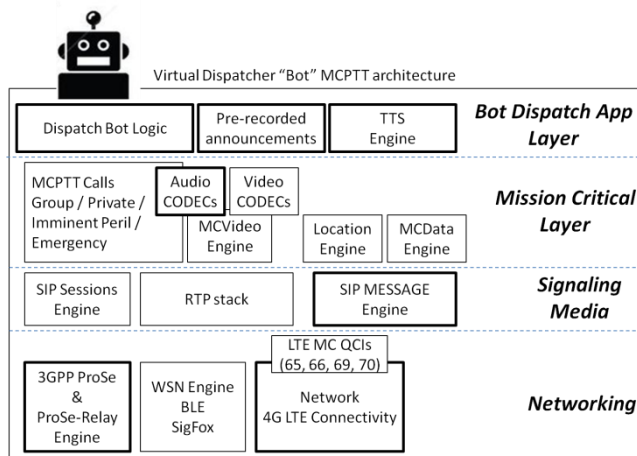 Virtual Dispatcher “Bot” MCPTT architecture
Dispatch Bot Logic
Pre-recorded
announcements
TTS
Engine
Bot Dispatch App
Layer
MCPTT Calls
Group / Private /
Imminent Peril /
Emergency
Audio
CODECs
Video
CODECs
MCVideo
Engine
Location
Engine
MCData
Engine
Mission Critical
Layer
SIP Sessions
Engine
RTP stack
SIP MESSAGE
Engine
Signaling
Media
LTE MC QCIs
(65, 66, 69, 70)
3GPP ProSe
&
ProSe-Relay
Engine
WSN Engine
BLE
SigFox
Network
4G LTE Connectivity
Networking